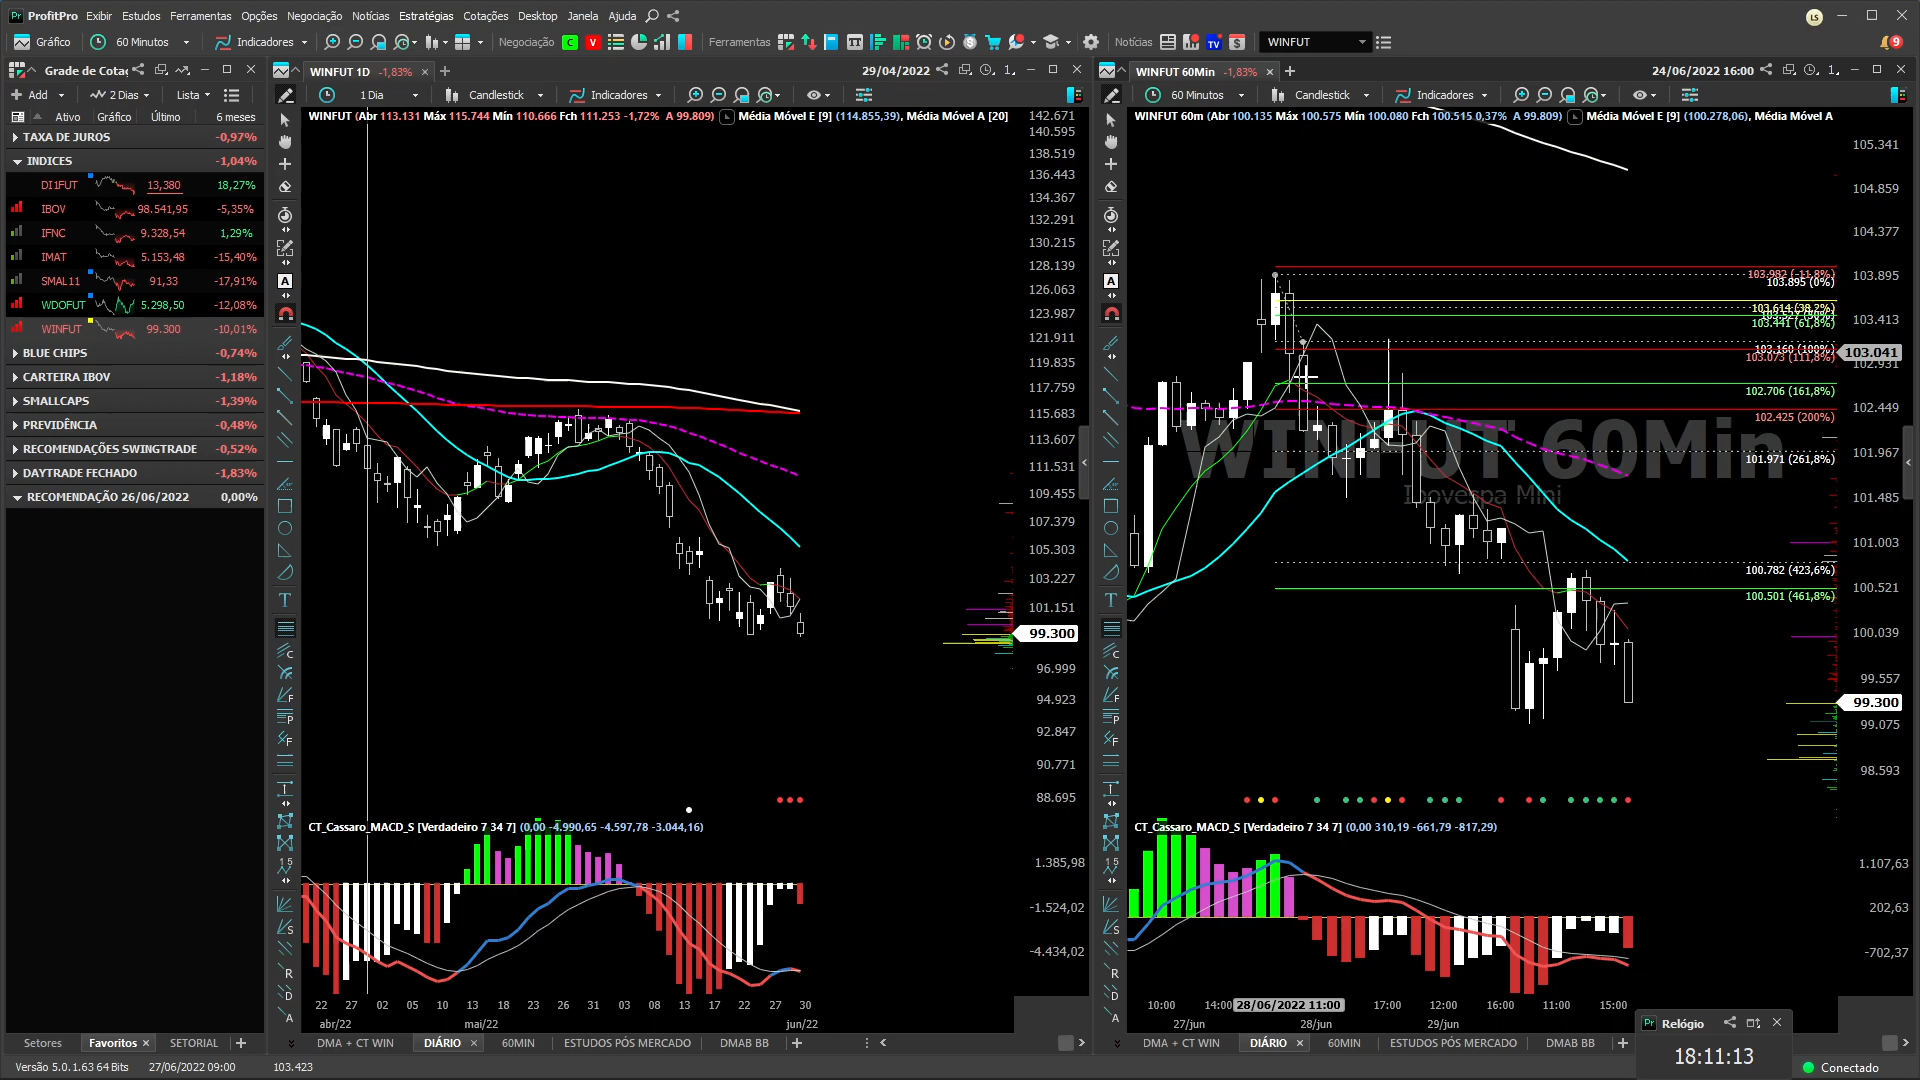 ProfitPro Exibir Estudos Ferramentas Opções Negociação Notícias Estratégias Cotações Desktop Janela Ajuda LS
Gráfico 60 Minutos Indicadores Negociação C V Ferramentas Notícias WINFUT 9
Grade de Cotaç
Add 2 Dias Lista
Ativo Gráfico Último 6 meses
TAXA DE JUROS -0,97%
INDICES -1,04%
DI1FUT 13,380 18,27%
IBOV 98.541,95 -5,35%
IFNC 9.328,54 1,29%
IMAT 5.153,48 -15,40%
SMAL11 91,33 -17,91%
WDOFUT 5.298,50 -12,08%
WINFUT 99.300 -10,01%
BLUE CHIPS -0,74%
CARTEIRA IBOV -1,18%
SMALLCAPS -1,39%
PREVIDÊNCIA -0,48%
RECOMENDAÇÕES SWINGTRADE -0,52%
DAYTRADE FECHADO -1,83%
RECOMENDAÇÃO 26/06/2022 0,00%
Setores Favoritos SETORIAL
WINFUT 1D -1,83% 29/04/2022
1 Dia Candlestick Indicadores
WINFUT (Abr 113.131 Máx 115.744 Mín 110.666 Fch 111.253 -1,72% A 99.809) Média Móvel E [9] (114.855,39), Média Móvel A [20]
142.671
140.595
138.519
136.443
134.367
132.291
130.215
128.139
126.063
123.987
121.911
119.835
117.759
115.683
113.607
111.531
109.455
107.379
105.303
103.227
101.151
99.300
96.999
94.923
92.847
90.771
88.695
CT_Cassaro_MACD_S [Verdadeiro 7 34 7] (0,00 -4.990,65 -4.597,78 -3.044,16)
1.385,98
-1.524,02
-4.434,02
22 27 02 05 10 13 18 23 26 31 03 08 13 17 22 27 30
abr/22 mai/22 jun/22
DMA + CT WIN DIÁRIO 60MIN ESTUDOS PÓS MERCADO DMAB BB
WINFUT 60Min -1,83% 24/06/2022 16:00
60 Minutos Candlestick Indicadores
WINFUT 60m (Abr 100.135 Máx 100.575 Mín 100.080 Fch 100.515 0,37% A 99.809) Média Móvel E [9] (100.278,06), Média Móvel A
WINFUT 60Min
Ibovespa Mini
103.982 (-11,8%)
103.895 (0%)
103.614 (38,2%)
103.441 (61,8%)
103.160 (100%)
103.073 (111,8%)
102.706 (161,8%)
102.425 (200%)
101.971 (261,8%)
100.782 (423,6%)
100.501 (461,8%)
105.341
104.859
104.377
103.895
103.413
103.041
102.931
102.449
101.967
101.485
101.003
100.521
100.039
99.557
99.300
99.075
98.593
CT_Cassaro_MACD_S [Verdadeiro 7 34 7] (0,00 310,19 -661,79 -817,29)
1.107,63
202,63
-702,37
10:00 14:00 28/06/2022 11:00 17:00 12:00 16:00 11:00 15:00
27/jun 28/jun 29/jun
DMA + CT WIN DIÁRIO 60MIN ESTUDOS PÓS MERCADO DMAB BB
Relógio
18:11:13
Versão 5.0.1.63 64 Bits 27/06/2022 09:00 103.423 Conectado